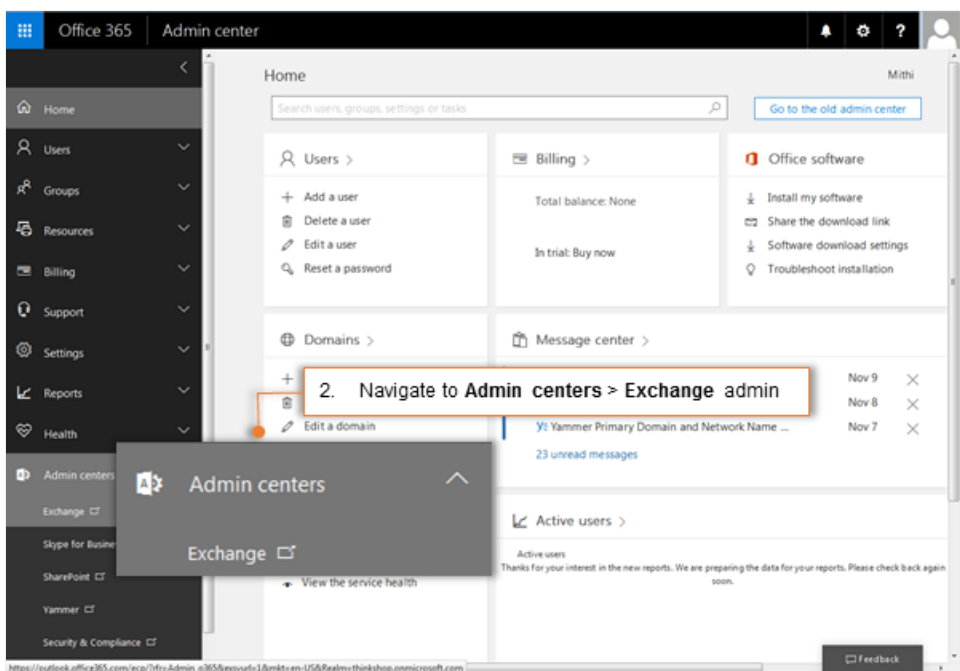 Office 365
Admin center
?
Home
Users
Groups
Resources
Billing
Support
Settings
Reports
Health
Admin centers
Exchange
Skype for Busine
SharePoint
Yammer
Security & Compliance
Home
Mithi
Search users, groups, settings or tasks
Go to the old admin center
Users >
Add a user
Delete a user
Edit a user
Reset a password
Billing >
Total balance: None
In trial: Buy now
Office software
Install my software
Share the download link
Software download settings
Troubleshoot installation
Domains >
Edit a domain
Message center >
Nov 9
Nov 8
Yammer Primary Domain and Network Name ...
Nov 7
23 unread messages
2. Navigate to Admin centers > Exchange admin
Admin centers
Exchange
View the service health
Active users >
Active users
Thanks for your interest in the new reports. We are preparing the data for your reports. Please check back again
soon.
Feedback